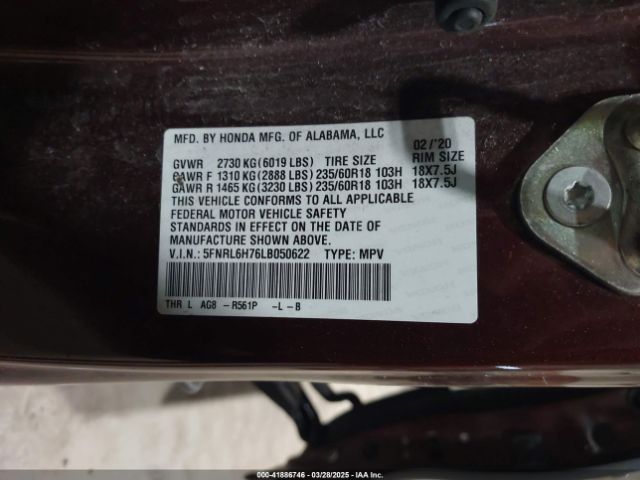 MFD. BY HONDA MFG. OF ALABAMA, LLC 02/'20
GVWR 2730 KG(6019 LBS) TIRE SIZE RIM SIZE
GAWR F 1310 KG(2888 LBS) 235/60R18 103H 18X7.5J
GAWR R 1465 KG(3230 LBS) 235/60R18 103H 18X7.5J
THIS VEHICLE CONFORMS TO ALL APPLICABLE
FEDERAL MOTOR VEHICLE SAFETY
STANDARDS IN EFFECT ON THE DATE OF
MANUFACTURE SHOWN ABOVE.
V.I.N.: 5FNRL6H76LB050622 TYPE: MPV
THR L AG8 -R561P -L-B
000-41886746 03/28/2025 IAA Inc.